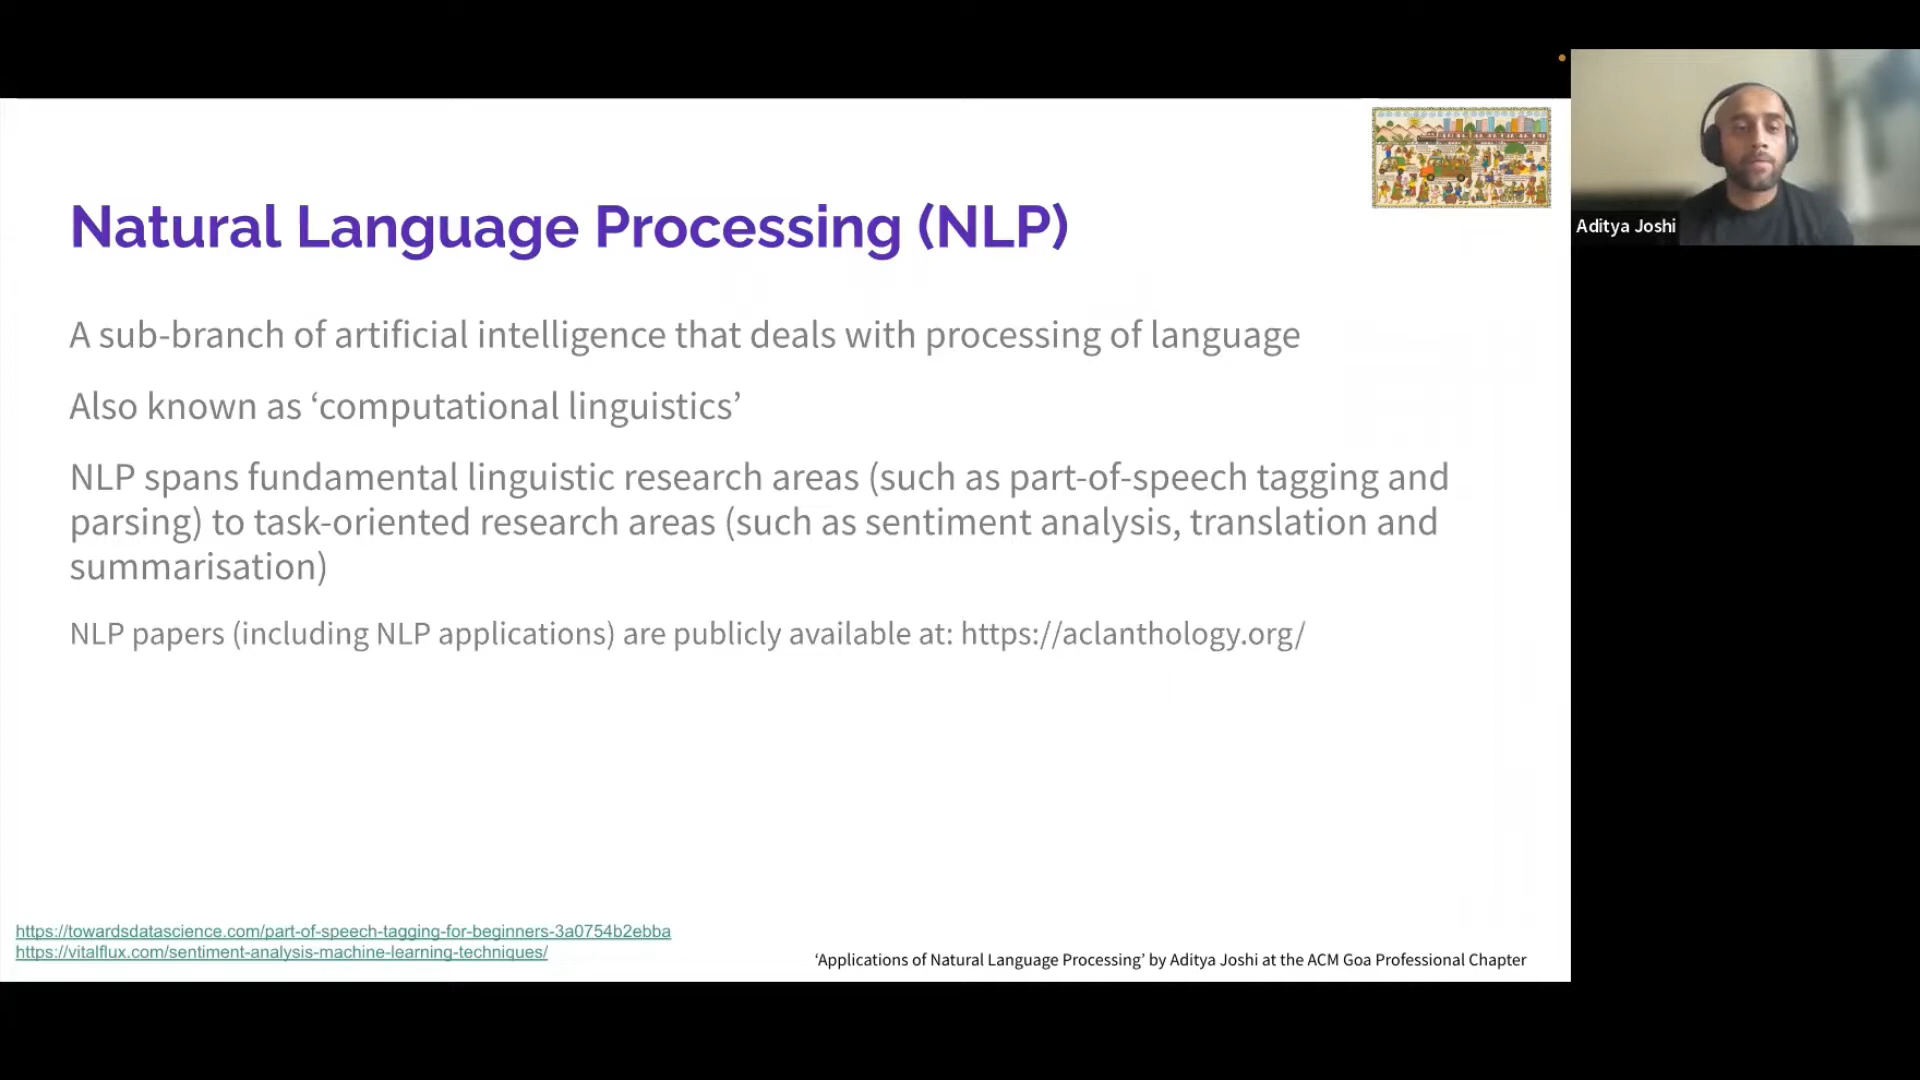 Natural Language Processing (NLP)
A sub-branch of artificial intelligence that deals with processing of language
Also known as ‘computational linguistics’
NLP spans fundamental linguistic research areas (such as part-of-speech tagging and
parsing) to task-oriented research areas (such as sentiment analysis, translation and
summarisation)
NLP papers (including NLP applications) are publicly available at: https://aclanthology.org/
https://towardsdatascience.com/part-of-speech-tagging-for-beginners-3a0754b2ebba
https://vitalflux.com/sentiment-analysis-machine-learning-techniques/
‘Applications of Natural Language Processing’ by Aditya Joshi at the ACM Goa Professional Chapter
Aditya Joshi